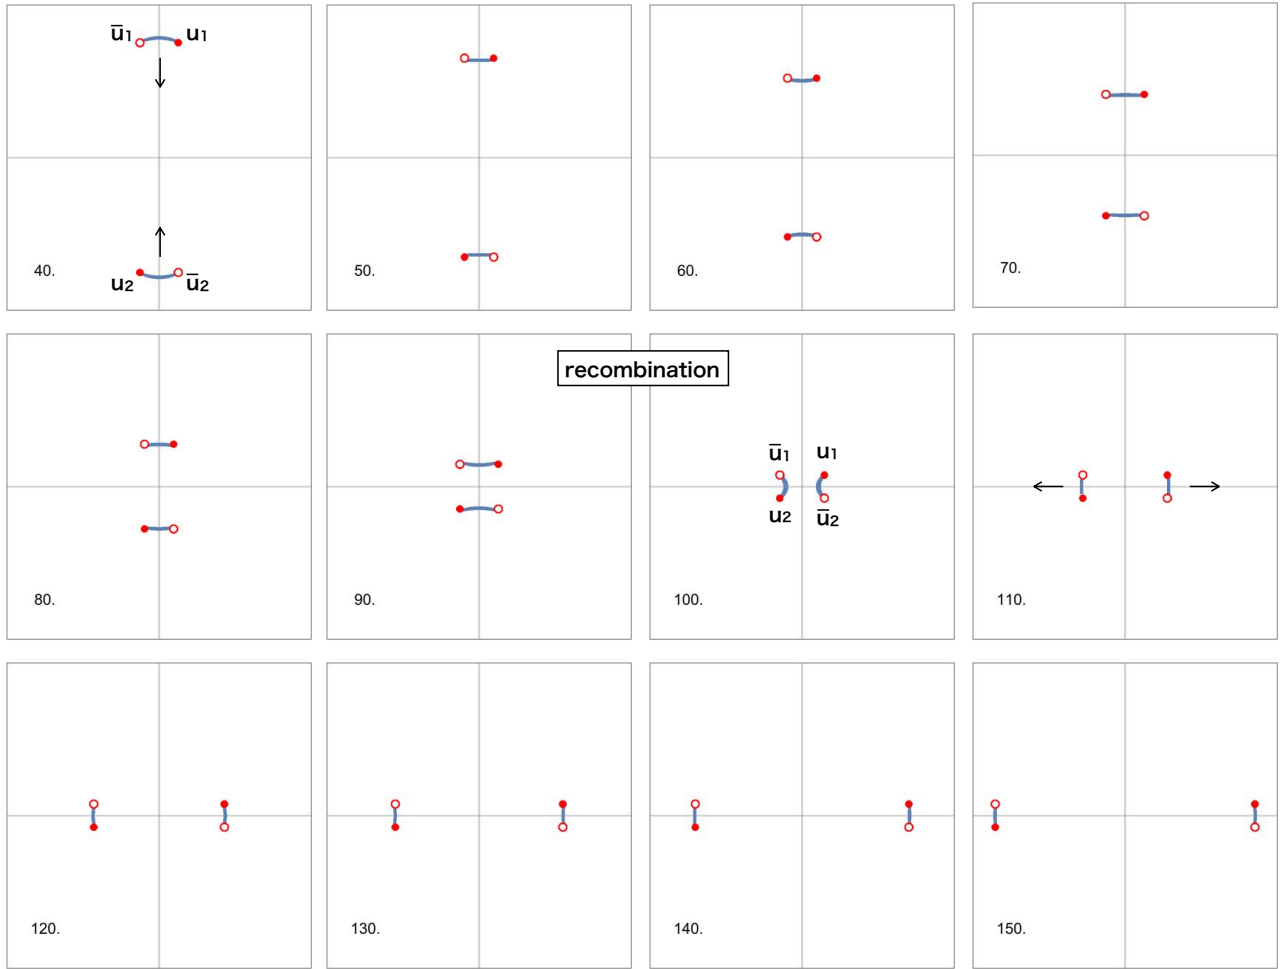 ū1 u1
u2 ū2
40.
50.
60.
70.
recombination
80.
90.
ū1 u1
u2 ū2
100.
110.
120.
130.
140.
150.